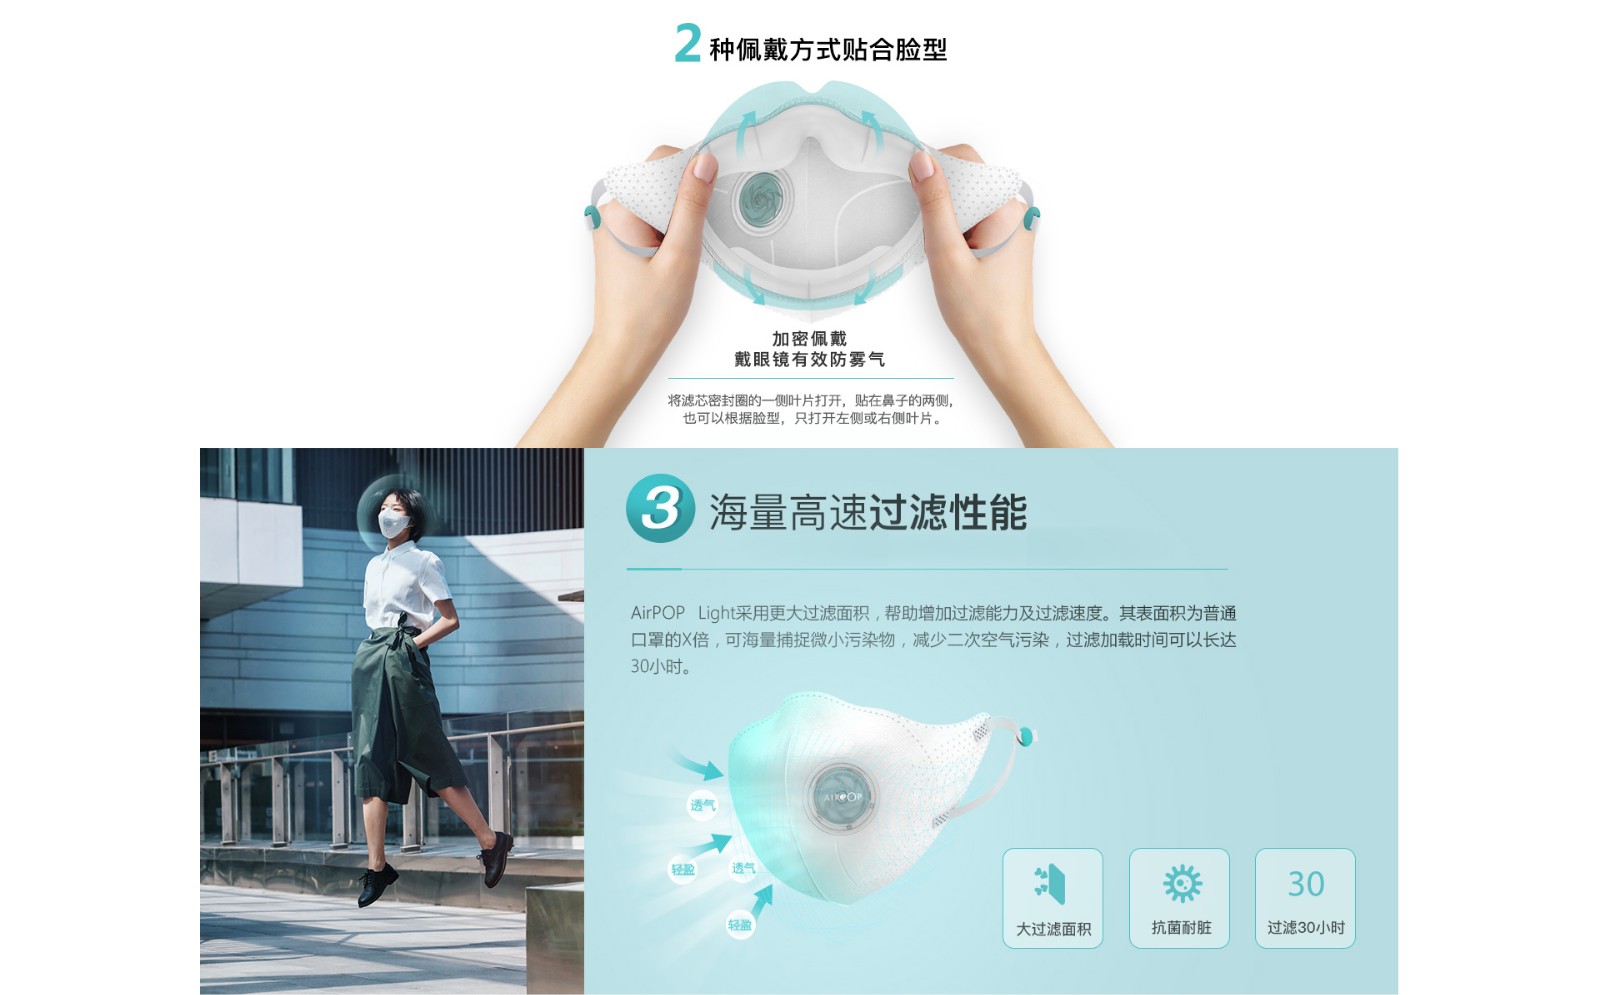 2种佩戴方式贴合脸型
加密佩戴
戴眼镜有效防雾气
将滤芯密封圈的一侧叶片打开，贴在鼻子的两侧，
也可以根据脸型，只打开左侧或右侧叶片。
3 海量高速过滤性能
AirPOP Light采用更大过滤面积，帮助增加过滤能力及过滤速度。其表面积为普通
口罩的X倍，可海量捕捉微小污染物，减少二次空气污染，过滤加载时间可以长达
30小时。
透气
AIRPOP
轻盈
透气
轻盈
30
大过滤面积
抗菌耐脏
过滤30小时